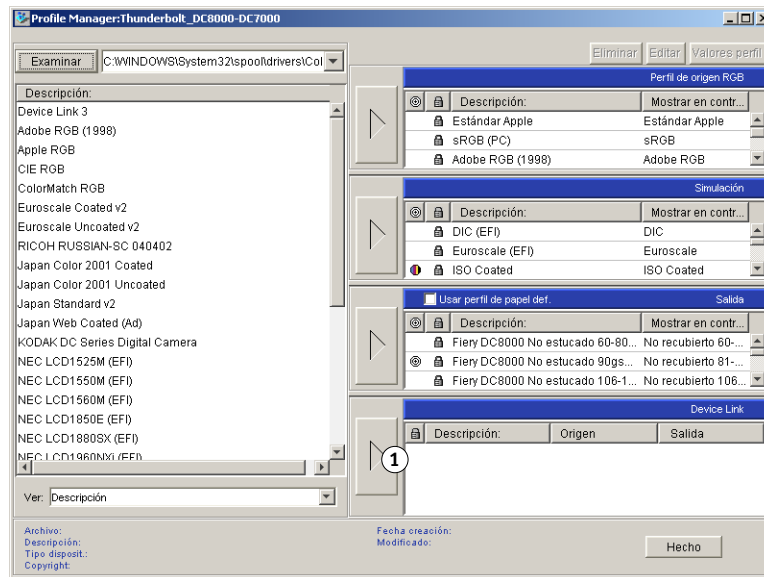 Profile Manager:Thunderbolt_DC8000-DC7000
Examinar C:\WINDOWS\System32\spool\drivers\Col
Descripción:
Device Link 3
Adobe RGB (1998)
Apple RGB
CIE RGB
ColorMatch RGB
Euroscale Coated v2
Euroscale Uncoated v2
RICOH RUSSIAN-SC 040402
Japan Color 2001 Coated
Japan Color 2001 Uncoated
Japan Standard v2
Japan Web Coated (Ad)
KODAK DC Series Digital Camera
NEC LCD1525M (EFI)
NEC LCD1550M (EFI)
NEC LCD1560M (EFI)
NEC LCD1850E (EFI)
NEC LCD1880SX (EFI)
NEC LCD1960NXi (EFI)
Ver: Descripción
Eliminar Editar Valores perfil
Perfil de origen RGB
Descripción: Mostrar en contr...
Estándar Apple Estándar Apple
sRGB (PC) sRGB
Adobe RGB (1998) Adobe RGB
Simulación
Descripción: Mostrar en contr...
DIC (EFI) DIC
Euroscale (EFI) Euroscale
ISO Coated ISO Coated
Usar perfil de papel def. Salida
Descripción: Mostrar en contr...
Fiery DC8000 No estucado 60-80... No recubierto 60-...
Fiery DC8000 No estucado 90gs... No recubierto 81-...
Fiery DC8000 No estucado 106-1... No recubierto 106...
Device Link
Descripción: Origen Salida
1
Archivo:
Descripción:
Tipo disposit.:
Copyright:
Fecha creación:
Modificado:
Hecho